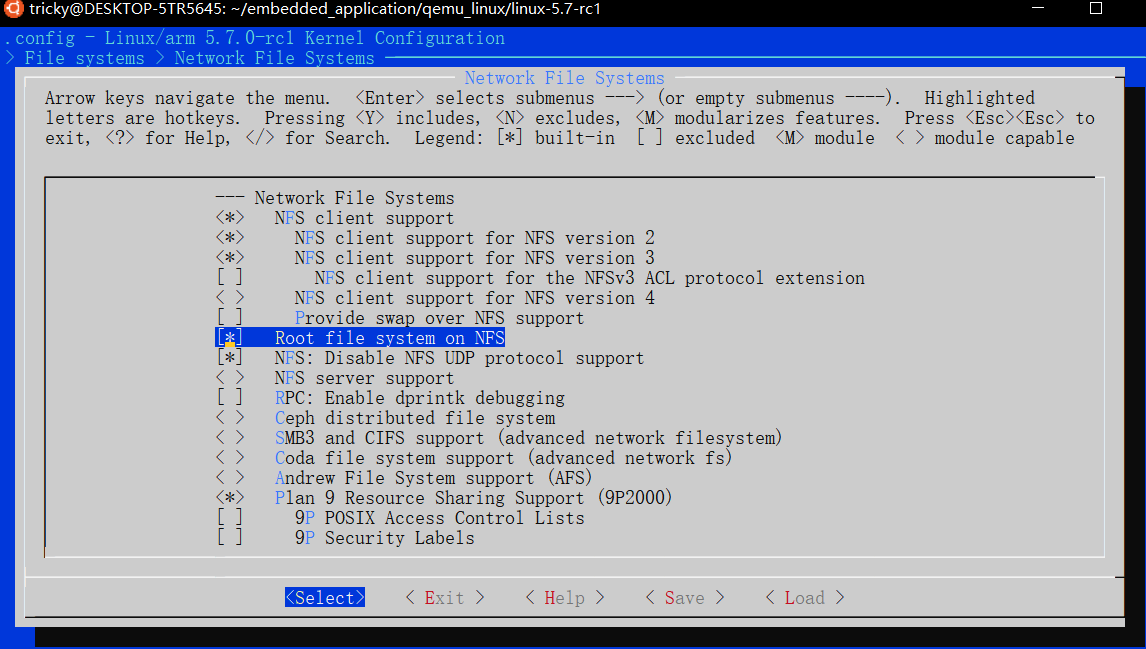 tricky@DESKTOP-5TR5645: ~/embedded_application/qemu_linux/linux-5.7-rc1
.config - Linux/arm 5.7.0-rc1 Kernel Configuration
> File systems > Network File Systems
Network File Systems
Arrow keys navigate the menu.  <Enter> selects submenus ---> (or empty submenus ----).  Highlighted
letters are hotkeys.  Pressing <Y> includes, <N> excludes, <M> modularizes features.  Press <Esc><Esc> to
exit, <?> for Help, </> for Search.  Legend: [*] built-in  [ ] excluded  <M> module  < > module capable
--- Network File Systems
<*>   NFS client support
<*>     NFS client support for NFS version 2
<*>     NFS client support for NFS version 3
[ ]       NFS client support for the NFSv3 ACL protocol extension
< >     NFS client support for NFS version 4
[ ]     Provide swap over NFS support
[*]   Root file system on NFS
[*]   NFS: Disable NFS UDP protocol support
< >   NFS server support
[ ]   RPC: Enable dprintk debugging
< >   Ceph distributed file system
< >   SMB3 and CIFS support (advanced network filesystem)
< >   Coda file system support (advanced network fs)
< >   Andrew File System support (AFS)
<*>   Plan 9 Resource Sharing Support (9P2000)
[ ]     9P POSIX Access Control Lists
[ ]     9P Security Labels
<Select>    < Exit >    < Help >    < Save >    < Load >